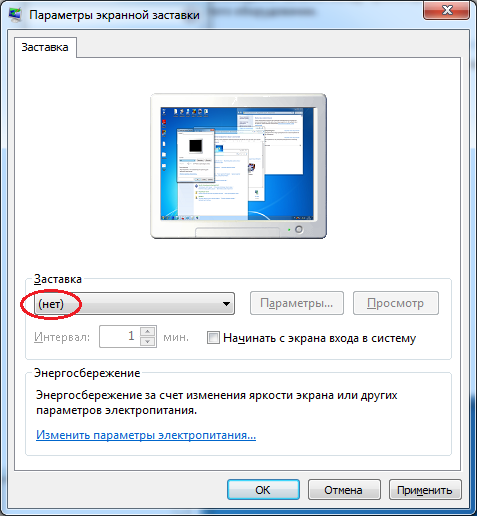 Параметры экранной заставки
Заставка
Заставка
(нет)
Параметры...
Просмотр
Интервал:
1
мин.
Начинать с экрана входа в систему
Энергосбережение
Энергосбережение за счет изменения яркости экрана или других
параметров электропитания.
Изменить параметры электропитания...
ОК
Отмена
Применить